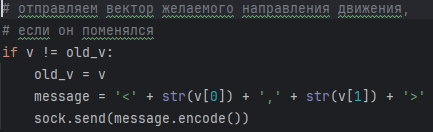 # отправляем вектор желаемого направления движения,
# если он поменялся
if v != old_v:
    old_v = v
    message = '<' + str(v[0]) + ',' + str(v[1]) + '>'
    sock.send(message.encode())